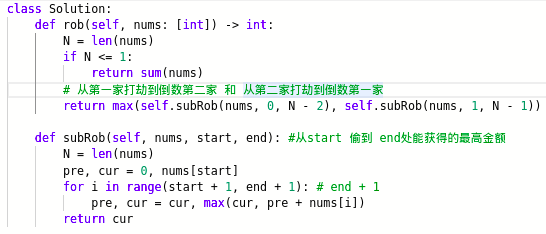 class Solution:
    def rob(self, nums: [int]) -> int:
        N = len(nums)
        if N <= 1:
            return sum(nums)
        # 从第一家打劫到倒数第二家 和 从第二家打劫到倒数第一家
        return max(self.subRob(nums, 0, N - 2), self.subRob(nums, 1, N - 1))

    def subRob(self, nums, start, end): #从start 偷到 end处能获得的最高金额
        N = len(nums)
        pre, cur = 0, nums[start]
        for i in range(start + 1, end + 1): # end + 1
            pre, cur = cur, max(cur, pre + nums[i])
        return cur